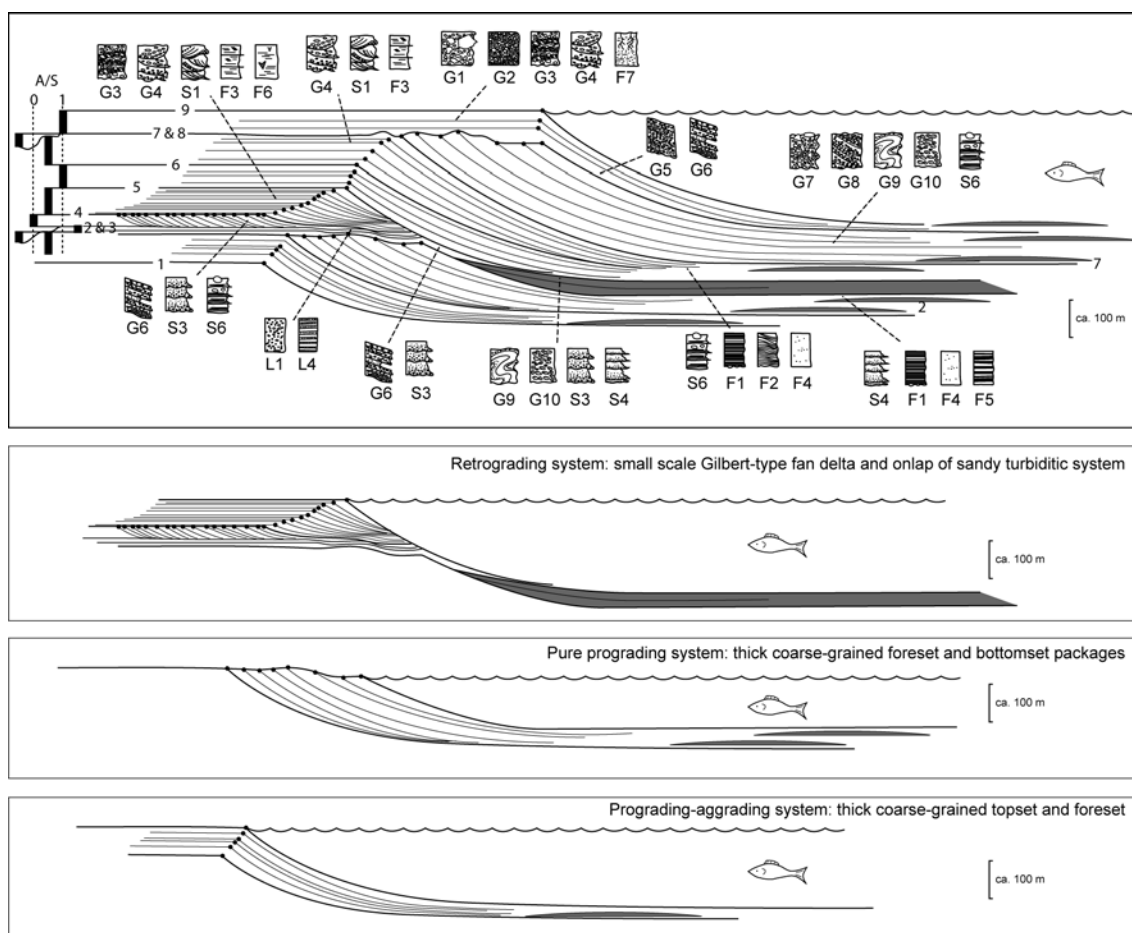 G3 G4 S1 F3 F6
G4 S1 F3
G1 G2 G3 G4 F7
A/S
0 1
9
7 & 8
6
5
4
2 & 3
1
G5 G6
G7 G8 G9 G10 S6
7
2
ca. 100 m
G6 S3 S6
L1 L4
G6 S3
G9 G10 S3 S4
S6 F1 F2 F4
S4 F1 F4 F5
Retrograding system: small scale Gilbert-type fan delta and onlap of sandy turbiditic system
ca. 100 m
Pure prograding system: thick coarse-grained foreset and bottomset packages
ca. 100 m
Prograding-aggrading system: thick coarse-grained topset and foreset
ca. 100 m